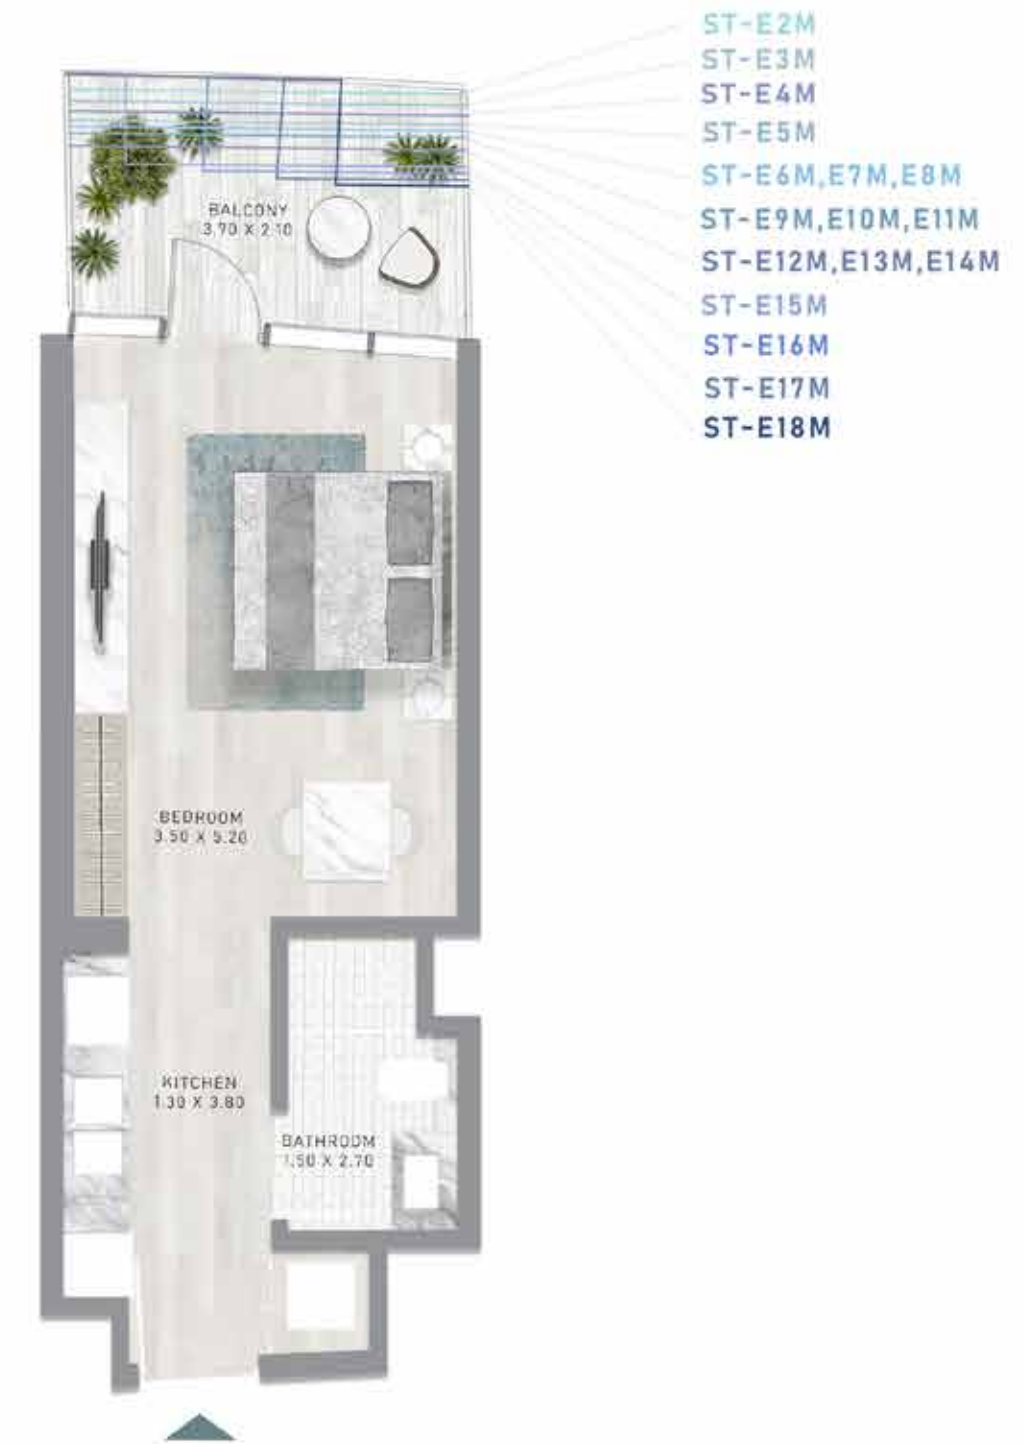 ST-E2M
ST-E3M
ST-E4M
ST-E5M
ST-E6M,E7M,E8M
ST-E9M,E10M,E11M
ST-E12M,E13M,E14M
ST-E15M
ST-E16M
ST-E17M
ST-E18M
BALCONY
3.70 X 2.10
BEDROOM
3.50 X 5.20
KITCHEN
1.30 X 3.80
BATHROOM
1.50 X 2.70